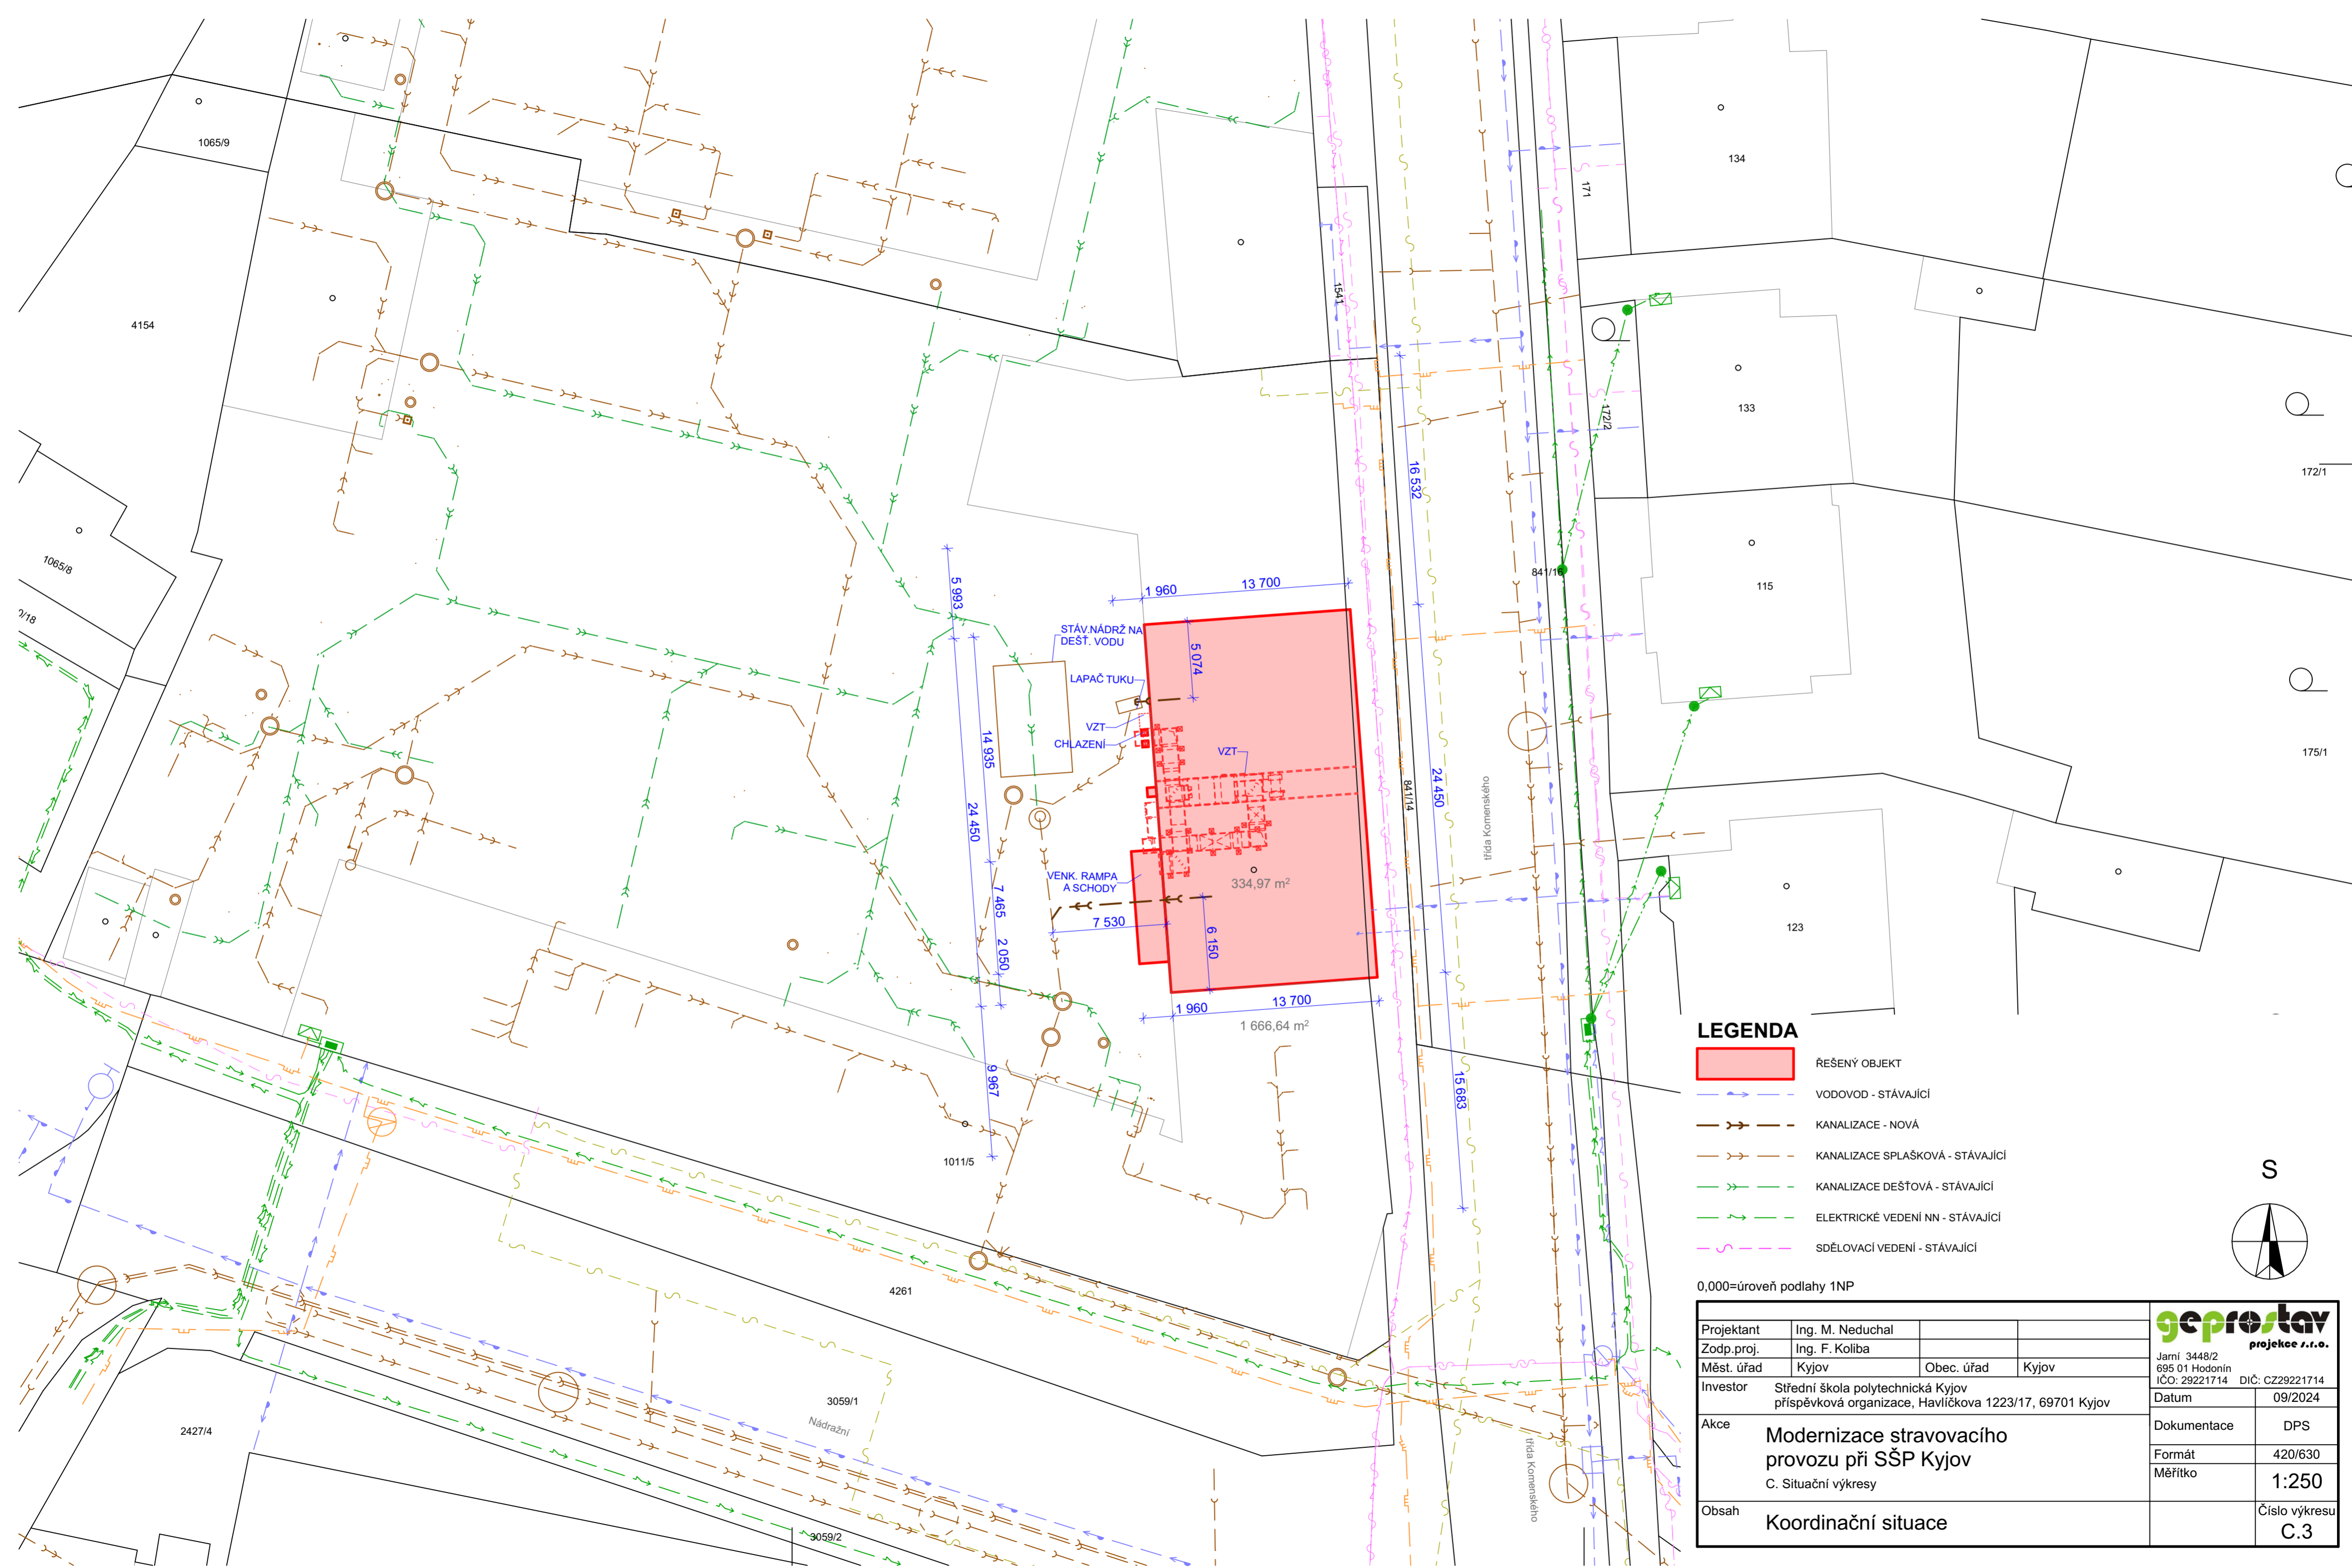 1065/9
4154
1065/8
0/18
134
171
1541
133
172/2
172/1
841/16
115
175/1
123
841/14
třída Komenského
16 532
24 450
15 683
1 960
13 700
5 993
14 935
24 450
7 465
2 050
9 967
STÁV.NÁDRŽ NA
DEŠŤ. VODU
LAPAČ TUKU
VZT
CHLAZENÍ
VZT
5 074
VENK. RAMPA
A SCHODY
7 530
6 150
334,97 m²
1 960
13 700
1 666,64 m²
1011/5
4261
3059/1
Nádražní
2427/4
3059/2
třída Komenského
LEGENDA
ŘEŠENÝ OBJEKT
VODOVOD - STÁVAJÍCÍ
KANALIZACE - NOVÁ
KANALIZACE SPLAŠKOVÁ - STÁVAJÍCÍ
KANALIZACE DEŠŤOVÁ - STÁVAJÍCÍ
ELEKTRICKÉ VEDENÍ NN - STÁVAJÍCÍ
SDĚLOVACÍ VEDENÍ - STÁVAJÍCÍ
S
0,000=úroveň podlahy 1NP
Projektant Ing. M. Neduchal
Zodp.proj. Ing. F. Koliba
Měst. úřad Kyjov Obec. úřad Kyjov
Investor Střední škola polytechnická Kyjov
příspěvková organizace, Havlíčkova 1223/17, 69701 Kyjov
Akce Modernizace stravovacího
provozu při SŠP Kyjov
C. Situační výkresy
Obsah Koordinační situace
geprostav
projekce s.r.o.
Jarní 3448/2
695 01 Hodonín
IČO: 29221714 DIČ: CZ29221714
Datum 09/2024
Dokumentace DPS
Formát 420/630
Měřítko 1:250
Číslo výkresu
C.3